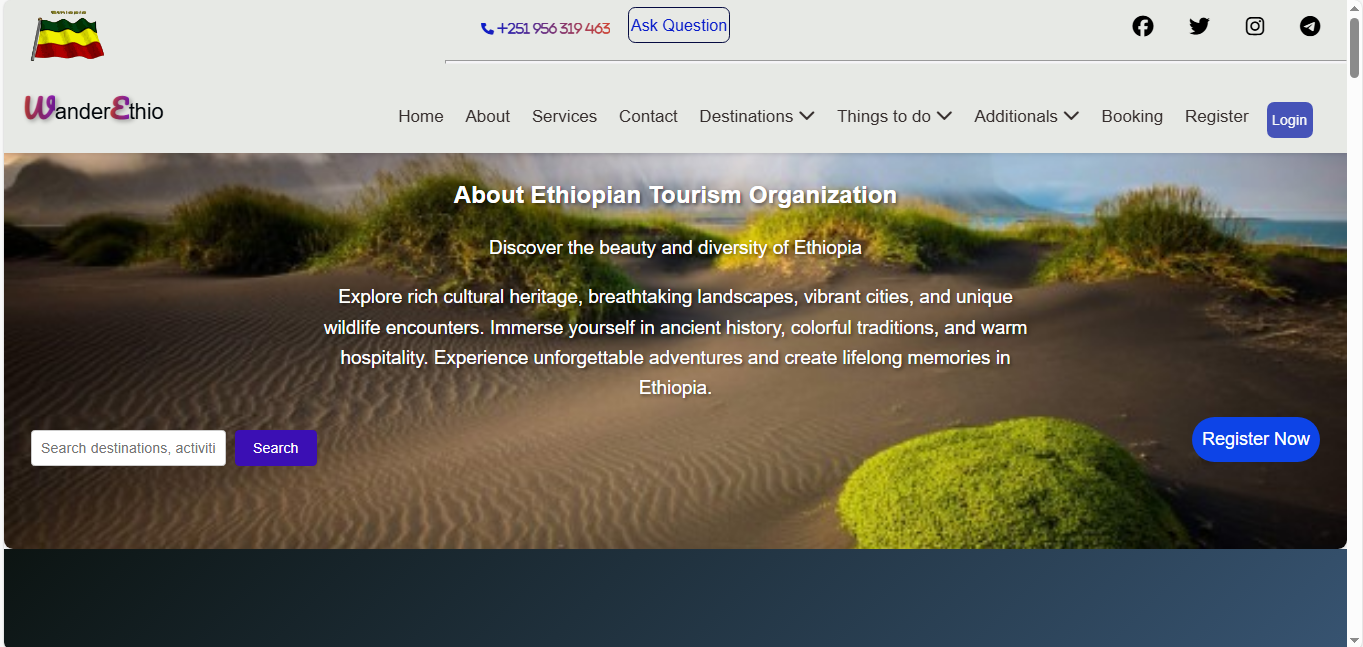 +251 956 319 463
Ask Question
WanderEthio
Home
About
Services
Contact
Destinations
Things to do
Additionals
Booking
Register
Login
About Ethiopian Tourism Organization
Discover the beauty and diversity of Ethiopia
Explore rich cultural heritage, breathtaking landscapes, vibrant cities, and unique
wildlife encounters. Immerse yourself in ancient history, colorful traditions, and warm
hospitality. Experience unforgettable adventures and create lifelong memories in
Ethiopia.
Search destinations, activiti
Search
Register Now